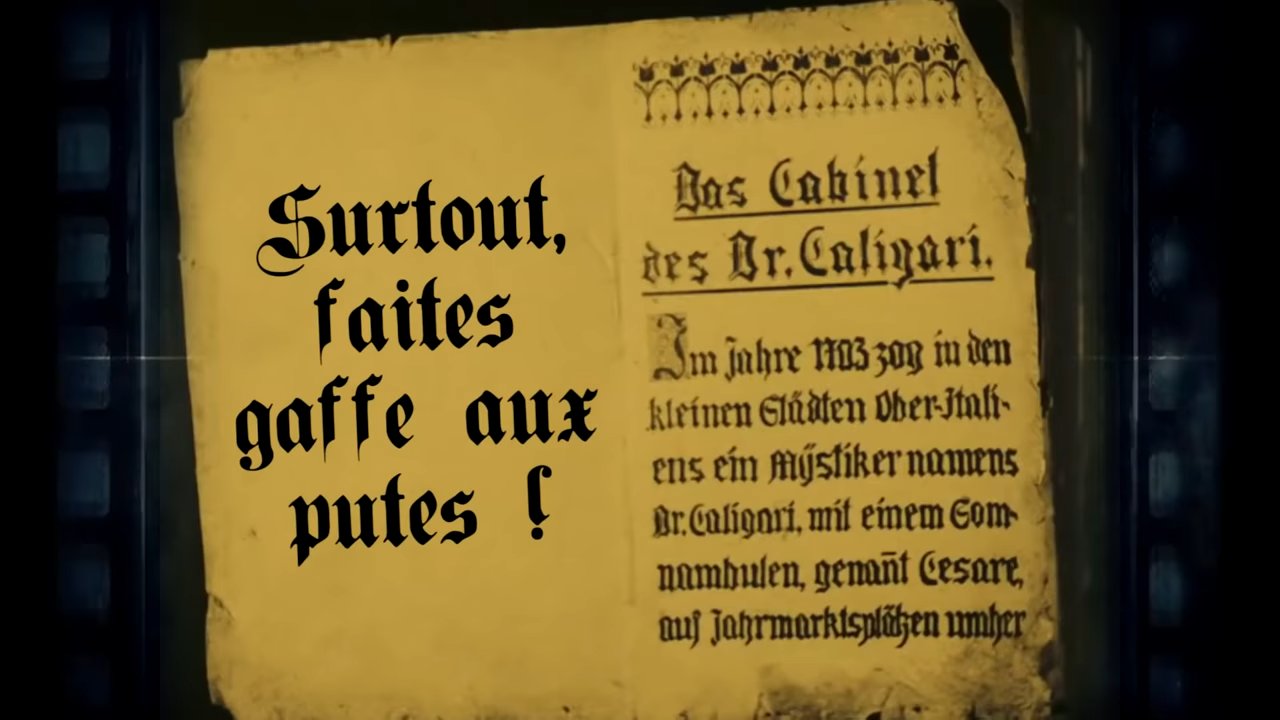 Surtout,
faites
gaffe aux
putes !
Das Cabinet
des Dr. Caligari.
Im Jahre 1703 zog in den
kleinen Städten Ober-Itali-
ens ein Mystiker namens
Dr. Caligari, mit einem Som-
nambulen, genan̄t Cesare,
auf Jahrmarktsplätzen umher